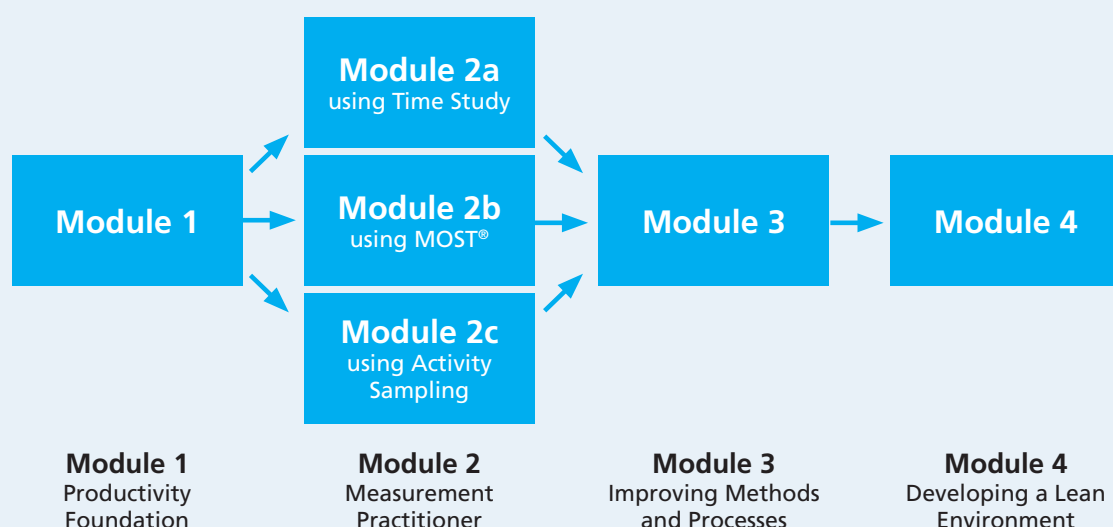 Module 2a
using Time Study
Module 1
Module 2b
using MOST®
Module 3
Module 4
Module 2c
using Activity
Sampling
Module 1
Productivity
Foundation
Module 2
Measurement
Practitioner
Module 3
Improving Methods
and Processes
Module 4
Developing a Lean
Environment